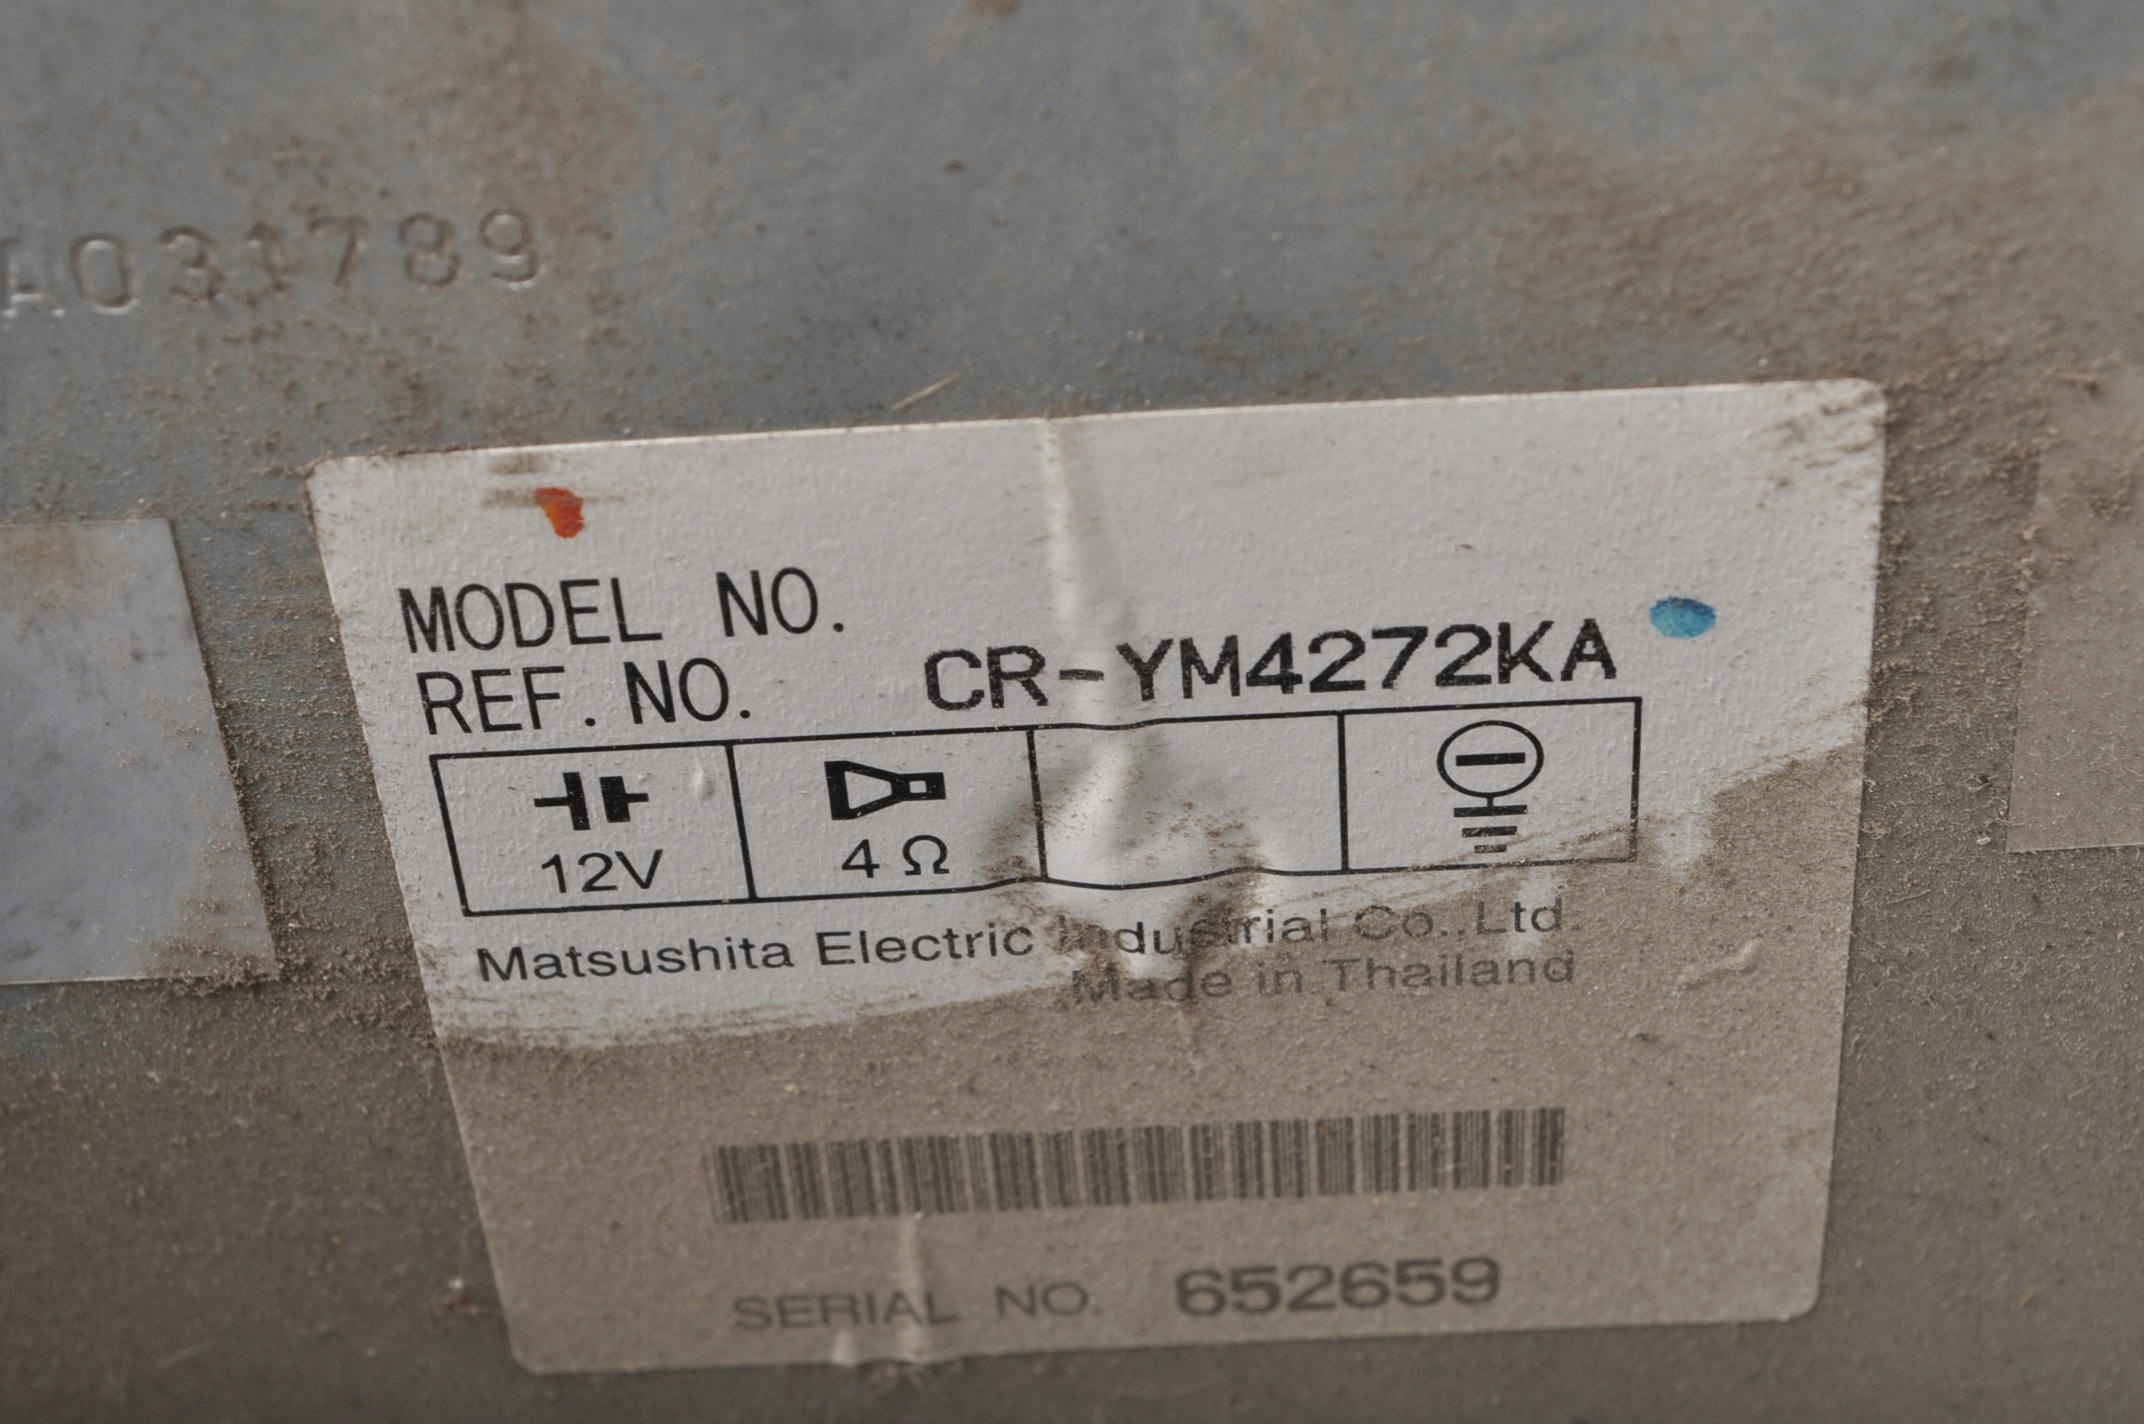 A031789
MODEL NO.
REF. NO. CR-YM4272KA
12V 4 Ω
Matsushita Electric Industrial Co., Ltd.
Made in Thailand
SERIAL NO. 652659